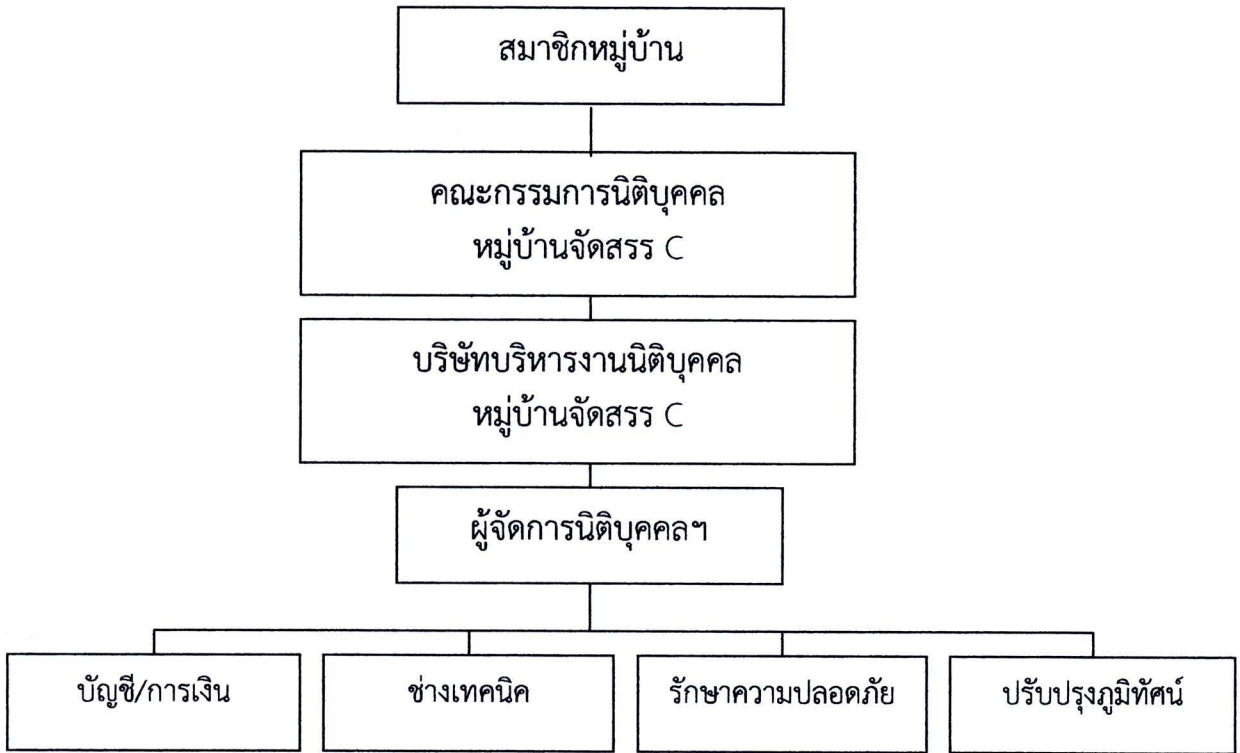 สมาชิกหมู่บ้าน
คณะกรรมการนิติบุคคล
หมู่บ้านจัดสรร C
บริษัทบริหารงานนิติบุคคล
หมู่บ้านจัดสรร C
ผู้จัดการนิติบุคคลฯ
บัญชี/การเงิน
ช่างเทคนิค
รักษาความปลอดภัย
ปรับปรุงภูมิทัศน์